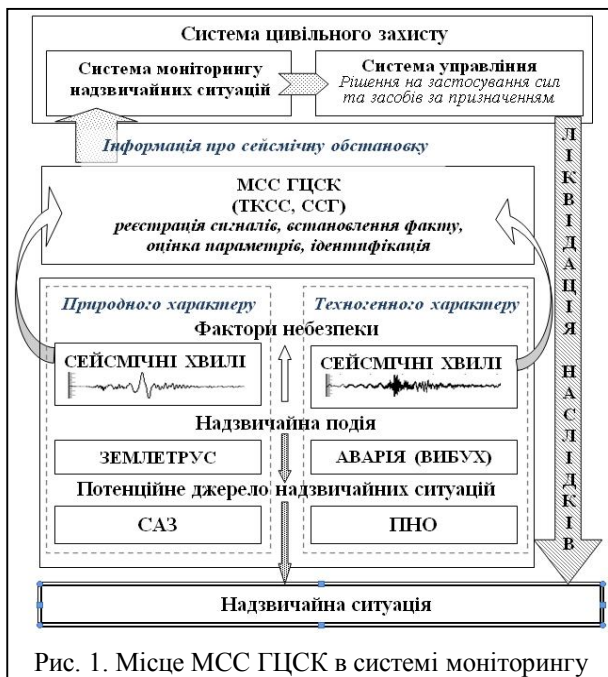 Система цивільного захисту
Система моніторингу
надзвичайних ситуацій
Система управління
Рішення на застосування сил
та засобів за призначенням
Інформація про сейсмічну обстановку
МСС ГЦСК
(ТКСС, ССГ)
реєстрація сигналів, встановлення факту,
оцінка параметрів, ідентифікація
Природного характеру
Техногенного характеру
Фактори небезпеки
СЕЙСМІЧНІ ХВИЛІ
СЕЙСМІЧНІ ХВИЛІ
Надзвичайна подія
ЗЕМЛЕТРУС
АВАРІЯ (ВИБУХ)
Потенційне джерело надзвичайних ситуацій
САЗ
ПНО
ЛІКВІДАЦІЯ НАСЛІДКІВ
Надзвичайна ситуація
Рис. 1. Місце МСС ГЦСК в системі моніторингу